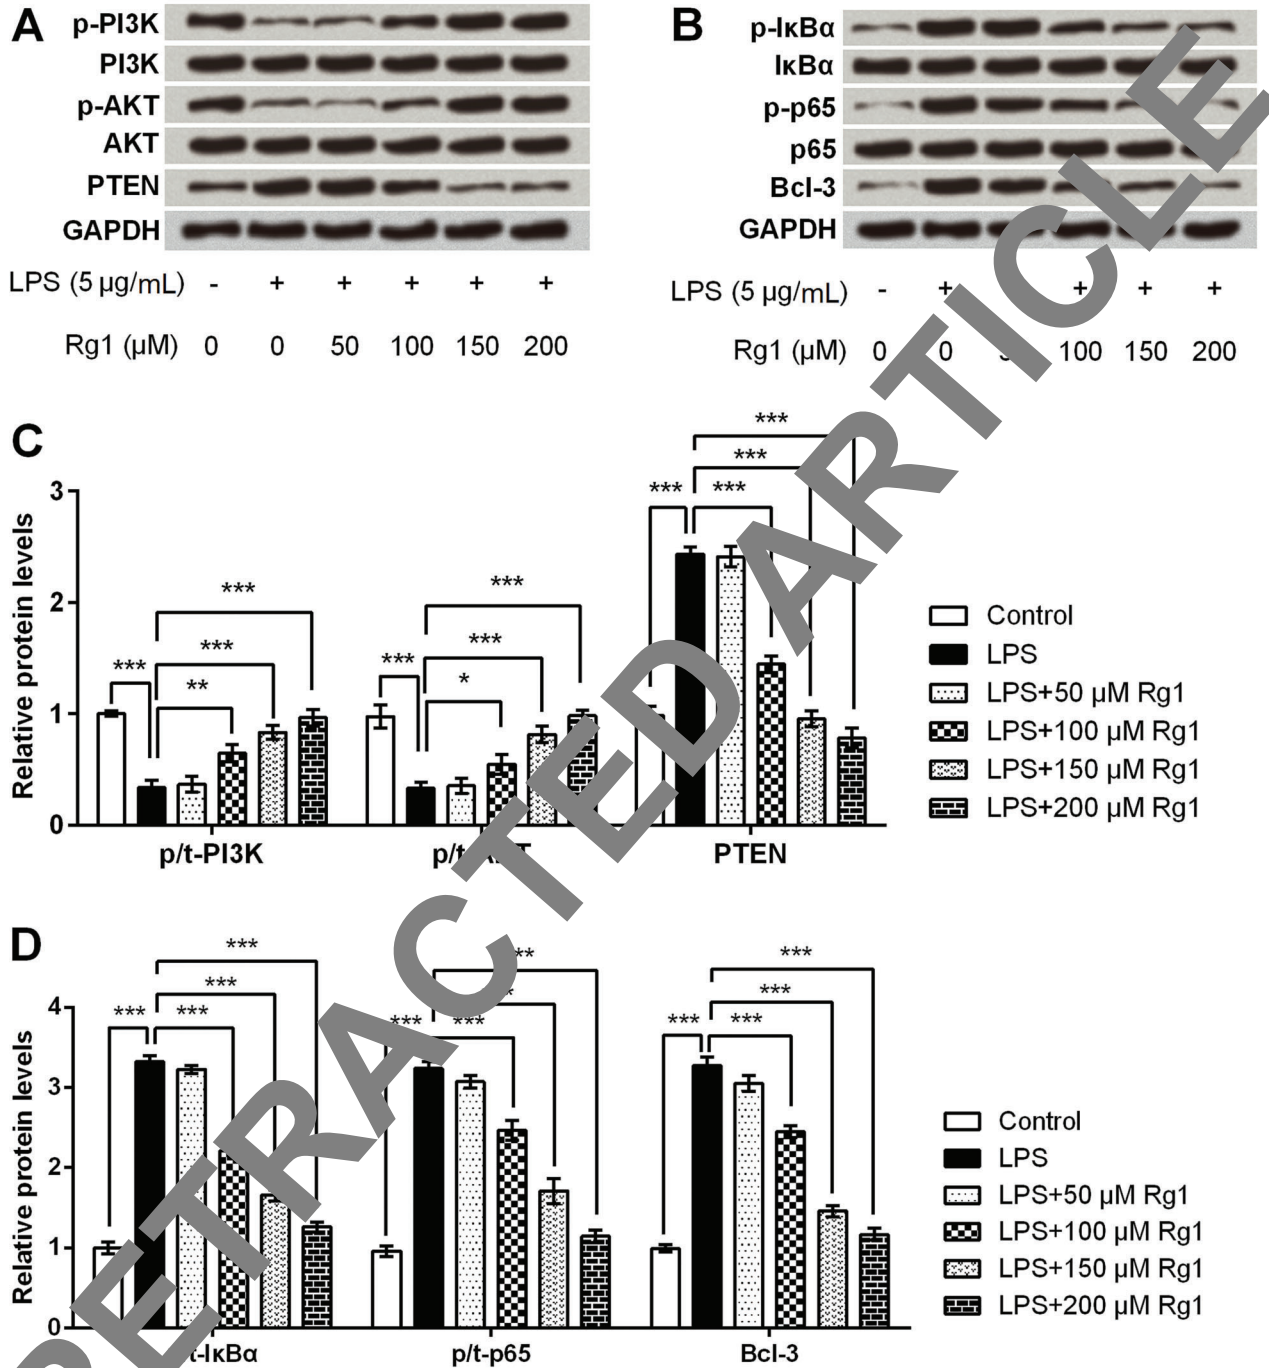 A
p-PI3K
PI3K
p-AKT
AKT
PTEN
GAPDH
LPS (5 µg/mL) - + + + + +
Rg1 (µM) 0 0 50 100 150 200
B
p-IκBα
IκBα
p-p65
p65
Bcl-3
GAPDH
LPS (5 µg/mL) - + + + +
Rg1 (µM) 0 0 100 150 200
C
Relative protein levels
3
2
1
0
*** ** *** ***
*** * *** ***
*** *** *** ***
p/t-PI3K
PTEN
Control
LPS
LPS+50 µM Rg1
LPS+100 µM Rg1
LPS+150 µM Rg1
LPS+200 µM Rg1
D
Relative protein levels
4
3
2
1
0
*** *** *** ***
*** *** * **
*** *** *** ***
t-IκBα
p/t-p65
Bcl-3
Control
LPS
LPS+50 µM Rg1
LPS+100 µM Rg1
LPS+150 µM Rg1
LPS+200 µM Rg1
RETRACTED ARTICLE